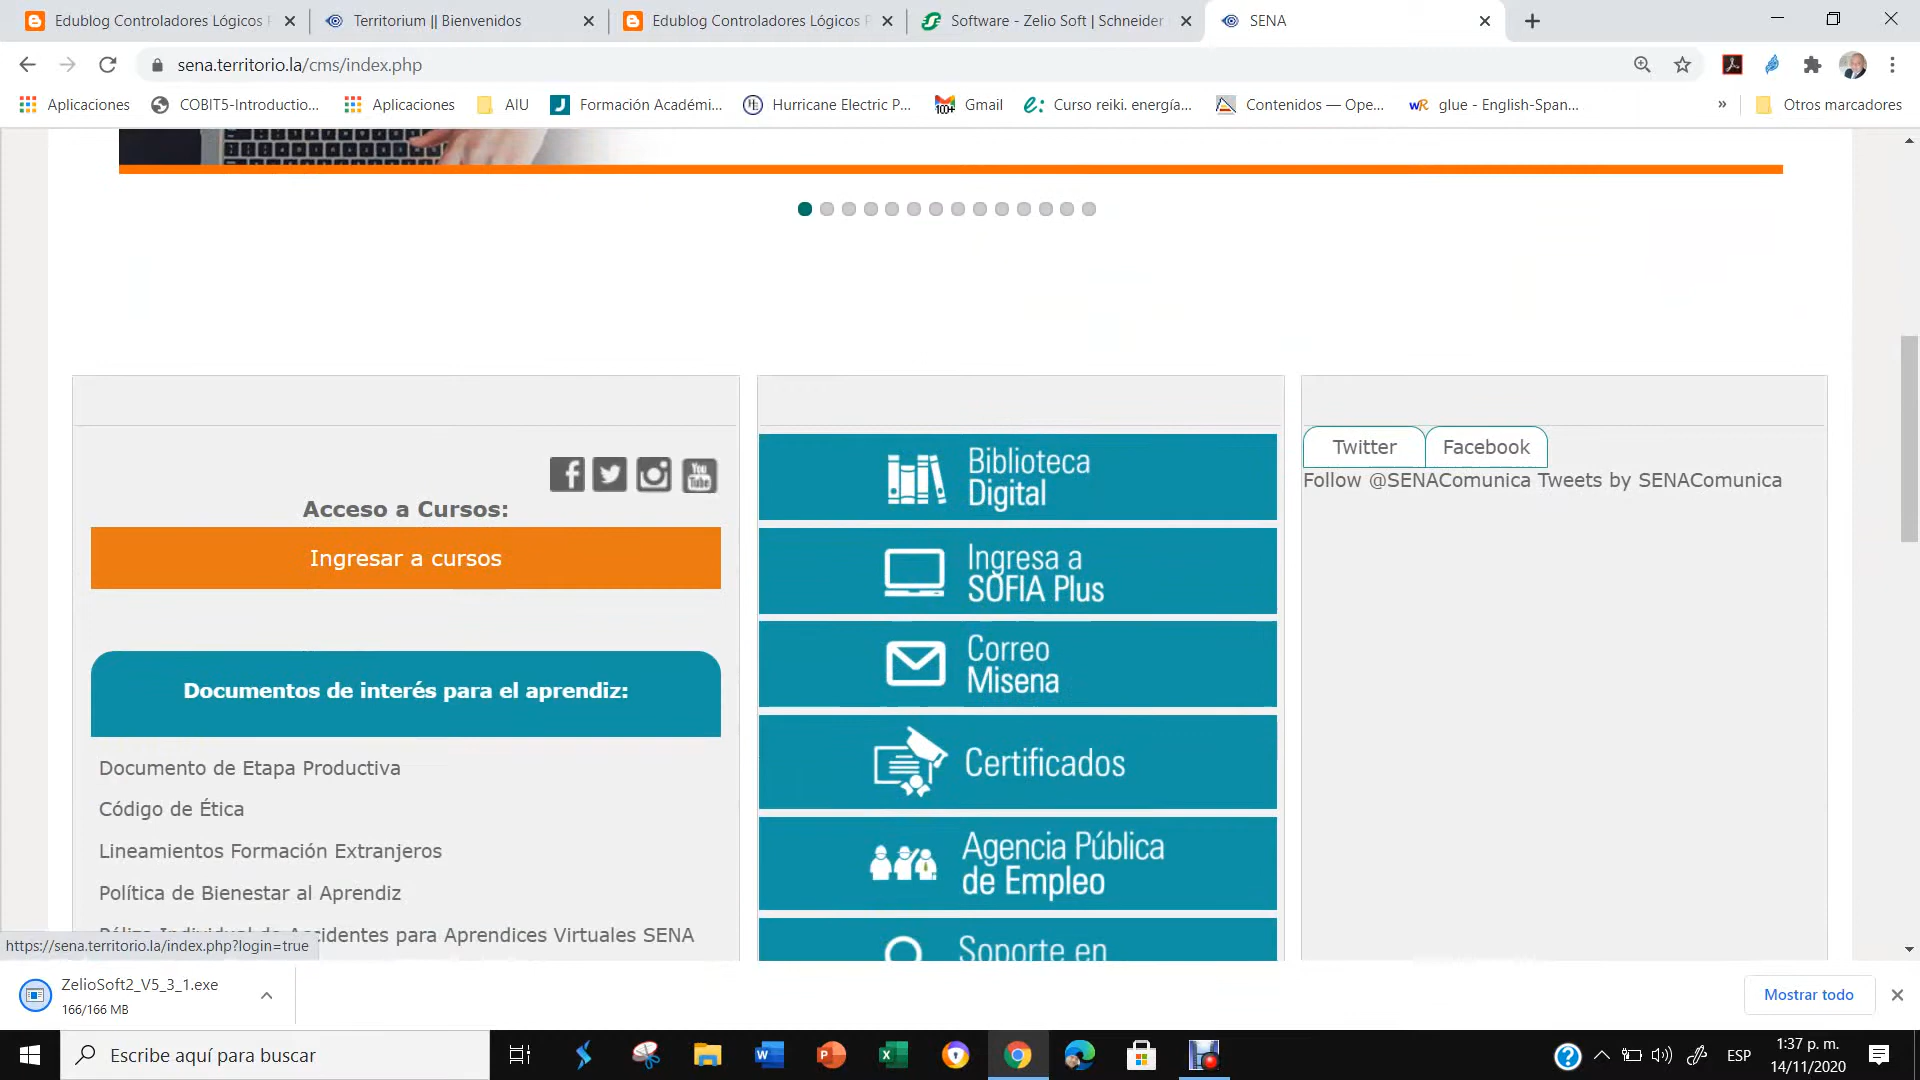 Edublog Controladores Lógicos P
Territorium || Bienvenidos
Edublog Controladores Lógicos P
Software - Zelio Soft | Schneider
SENA
sena.territorio.la/cms/index.php
Aplicaciones
COBIT5-Introductio...
Aplicaciones
AIU
Formación Académi...
Hurricane Electric P...
100+
Gmail
Curso reiki. energía...
Contenidos — Ope...
glue - English-Span...
»
Otros marcadores
Acceso a Cursos:
Ingresar a cursos
Documentos de interés para el aprendiz:
Documento de Etapa Productiva
Código de Ética
Lineamientos Formación Extranjeros
Política de Bienestar al Aprendiz
Póliza Individual de Accidentes para Aprendices Virtuales SENA
Biblioteca
Digital
Ingresa a
SOFIA Plus
Correo
Misena
Certificados
Agencia Pública
de Empleo
Soporte en
Twitter
Facebook
Follow @SENAComunica Tweets by SENAComunica
https://sena.territorio.la/index.php?login=true
ZelioSoft2_V5_3_1.exe
166/166 MB
Mostrar todo
Escribe aquí para buscar
ESP
1:37 p. m.
14/11/2020